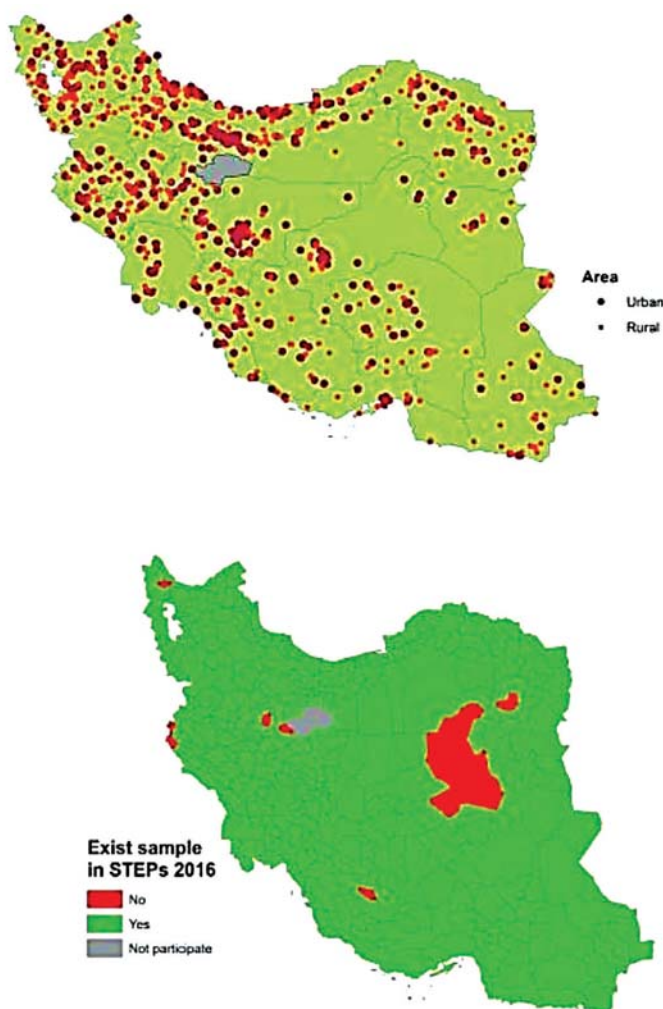 Area
Urban
Rural
Exist sample
in STEPs 2016
No
Yes
Not participate